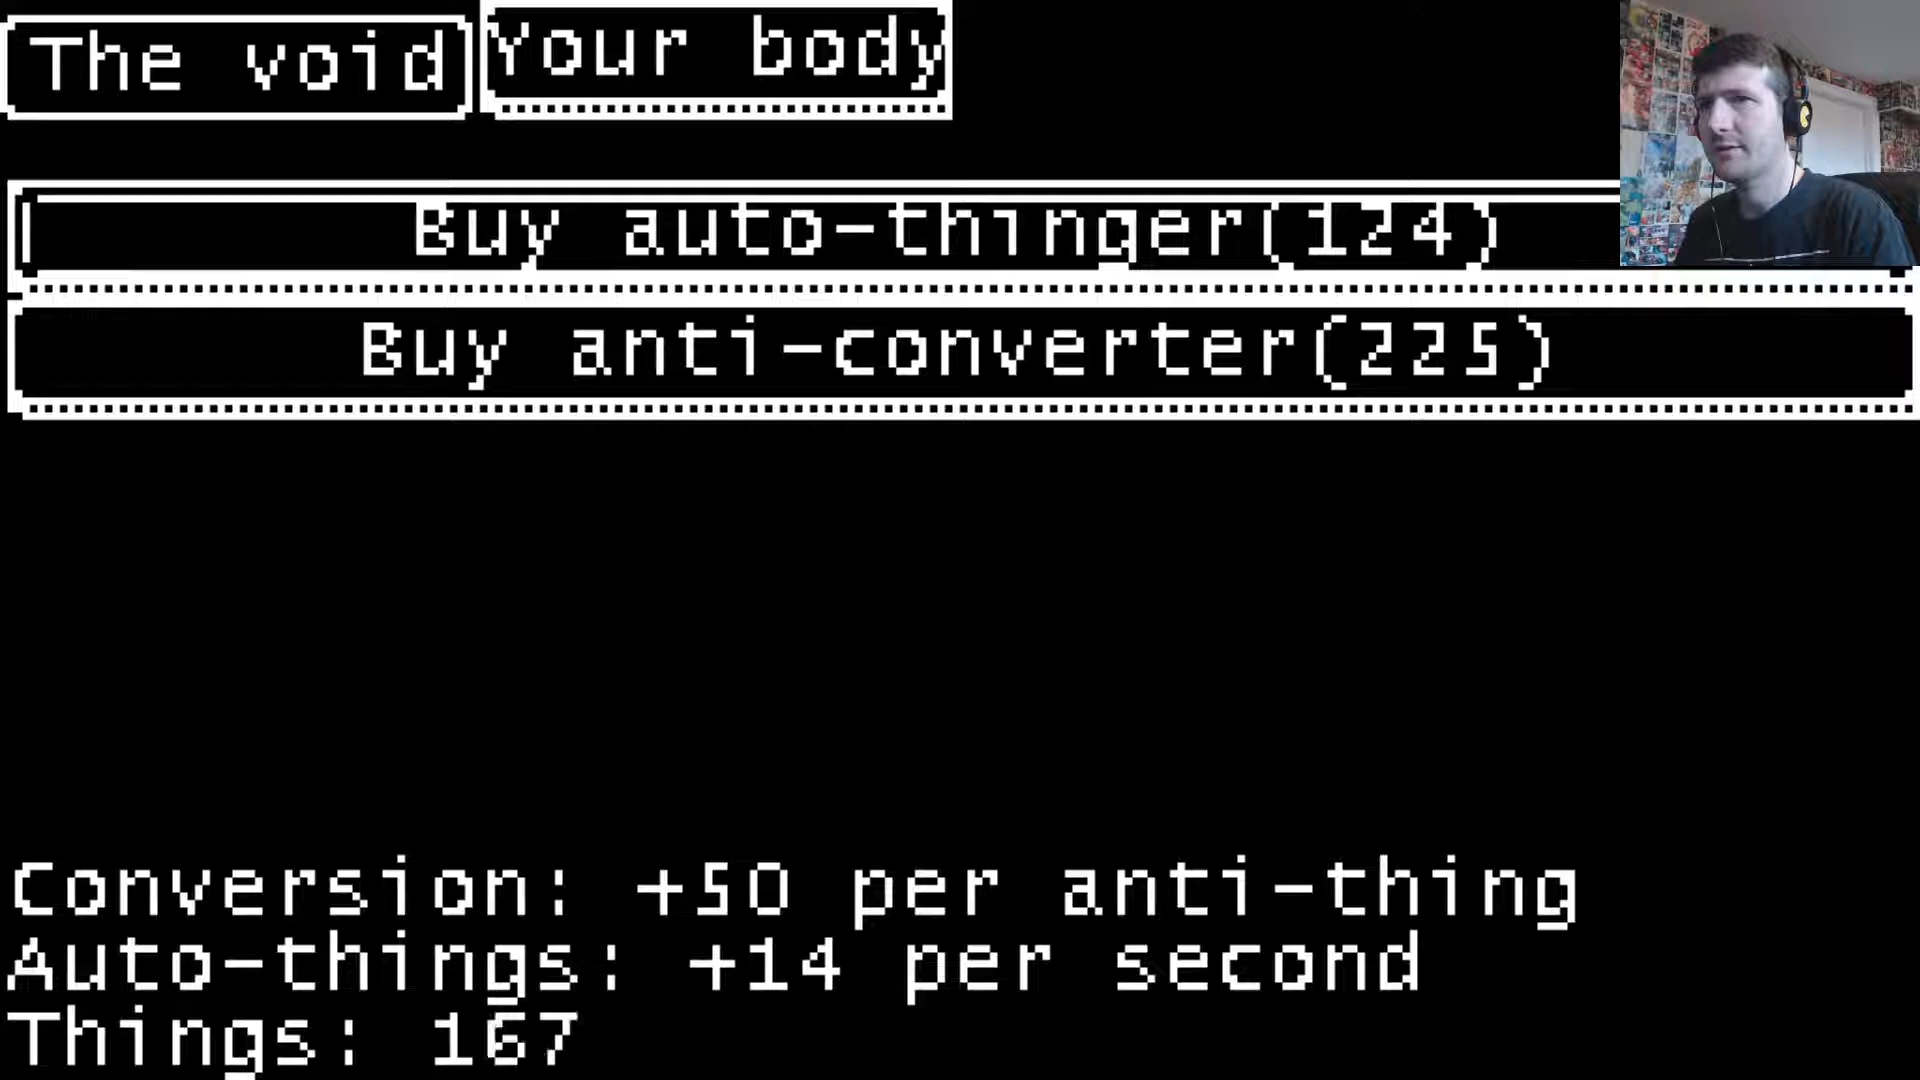 The void
Your body
Buy auto-thinger(124)
Buy anti-converter(225)
Conversion: +50 per anti-thing
Auto-things: +14 per second
Things: 167